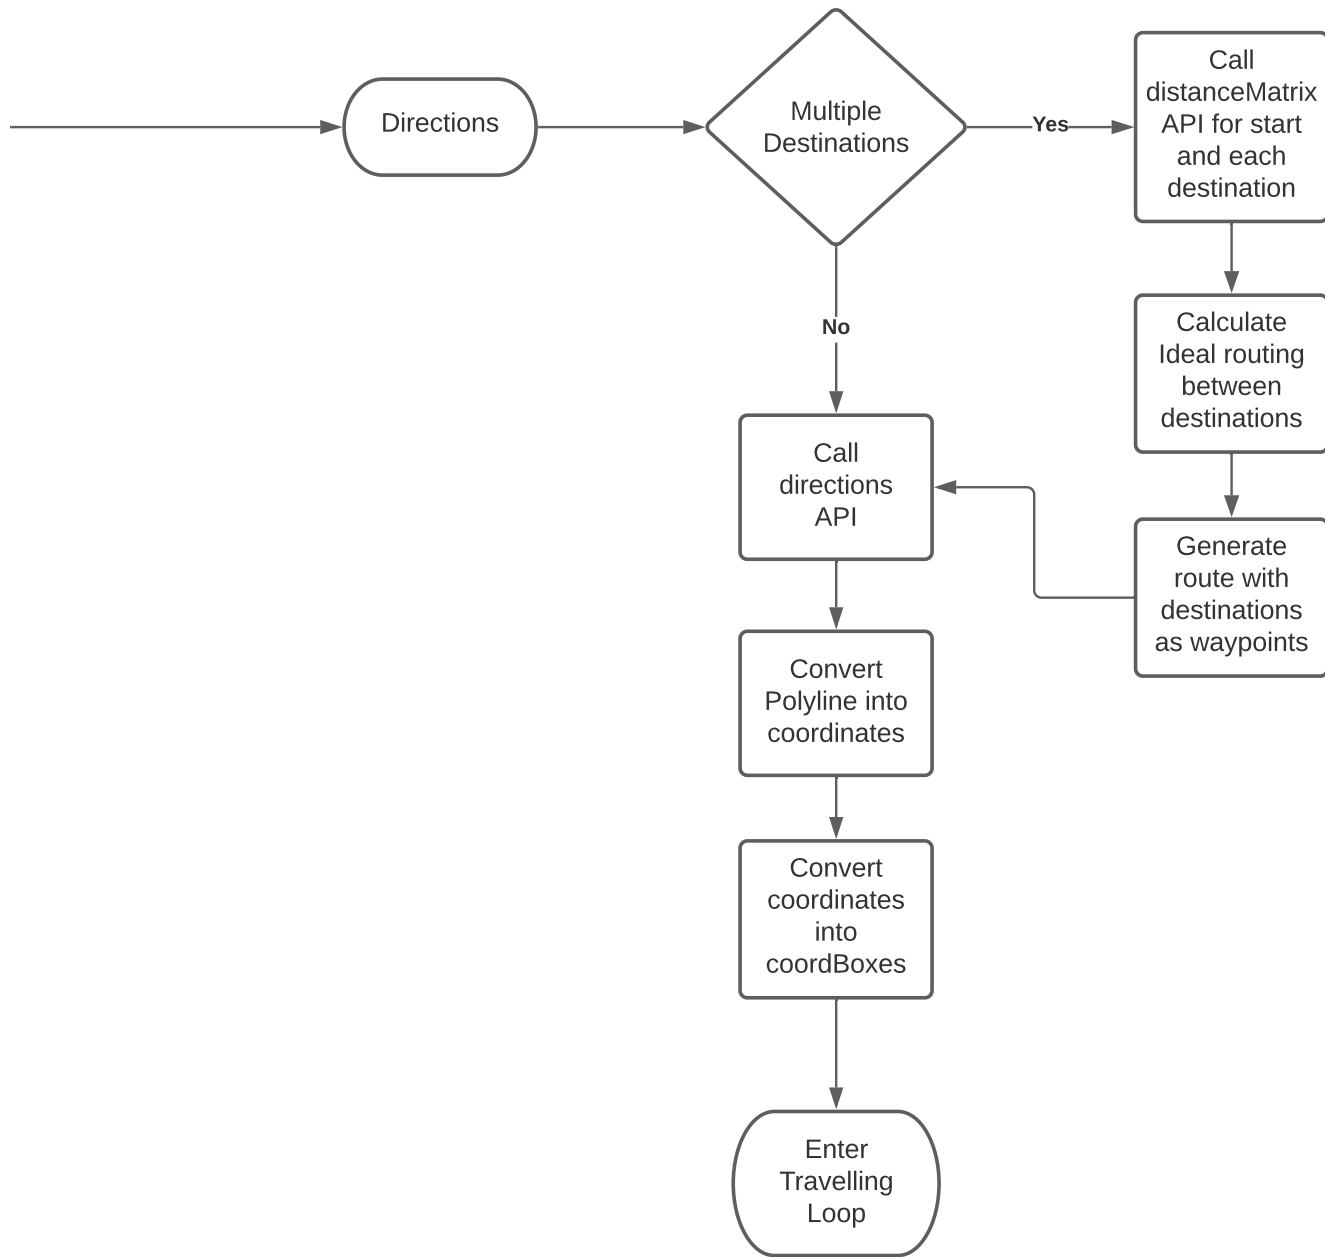 Directions
Multiple
Destinations
Yes
Call
distanceMatrix
API for start
and each
destination
Calculate
Ideal routing
between
destinations
Generate
route with
destinations
as waypoints
No
Call
directions
API
Convert
Polyline into
coordinates
Convert
coordinates
into
coordBoxes
Enter
Travelling
Loop